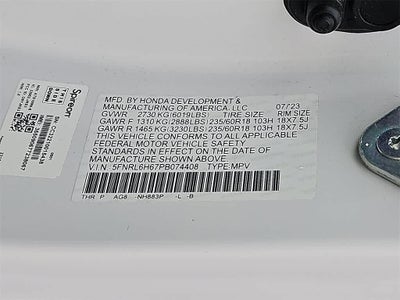 MFD. BY HONDA DEVELOPMENT &
MANUFACTURING OF AMERICA, LLC 07/23
GVWR 2730 KG (6019LBS) TIRE SIZE RIM SIZE
GAWR F 1310 KG (2888LBS) 235/60R18 103H 18X7.5J
GAWR R 1465 KG (3230LBS) 235/60R18 103H 18X7.5J
THIS VEHICLE CONFORMS TO ALL APPLICABLE
FEDERAL MOTOR VEHICLE SAFETY
STANDARDS IN EFFECT ON THE DATE OF
MANUFACTURE SHOWN ABOVE
V.I.N. 5FNRL6H67PB074408 TYPE:MPV
THR P AG8 -NH883P -L -B
Spireon